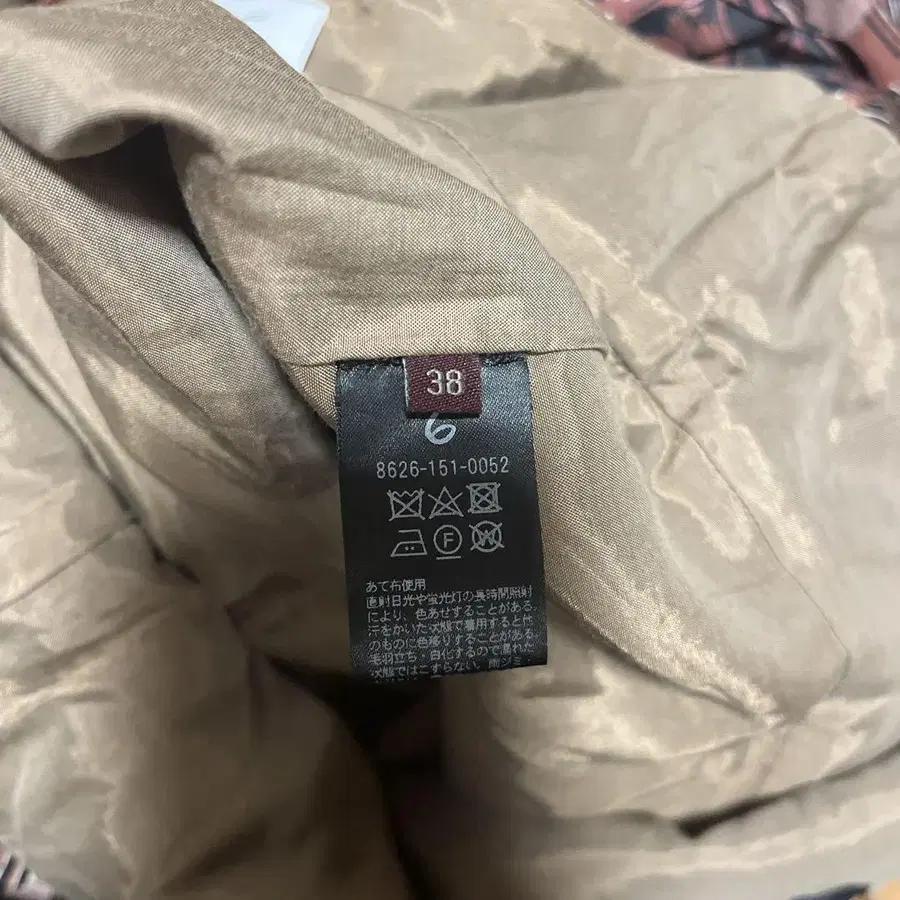 38
6
8626-151-0052
W
F
あて布使用
直射日光や蛍光灯の長時間照射
により、色あせすることがある
汗をかいた状態で着用すると他
のものに色移りすることがある
毛羽立ち・白化するので濡れた
状態ではこすらない。雨ジミ